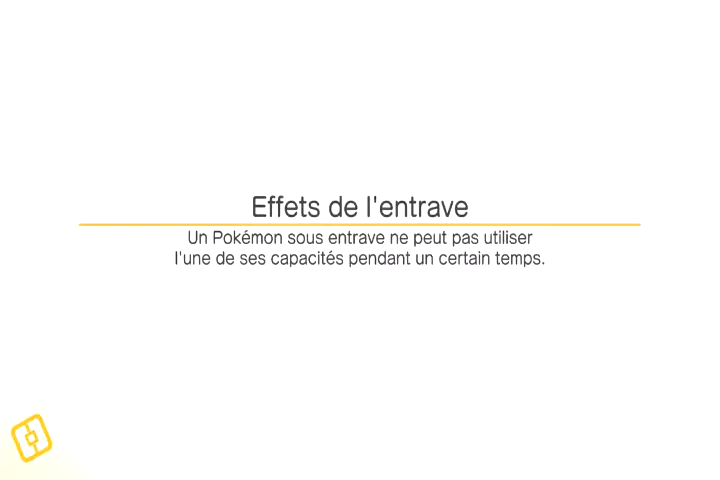 Effets de l'entrave
Un Pokémon sous entrave ne peut pas utiliser
l'une de ses capacités pendant un certain temps.